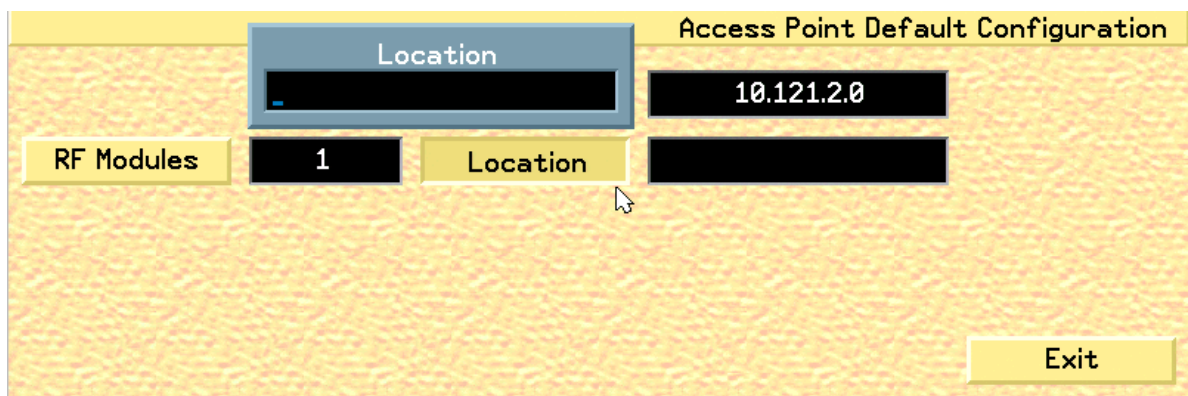 Access Point Default Configuration
Location
10.121.2.0
RF Modules 1 Location
Exit